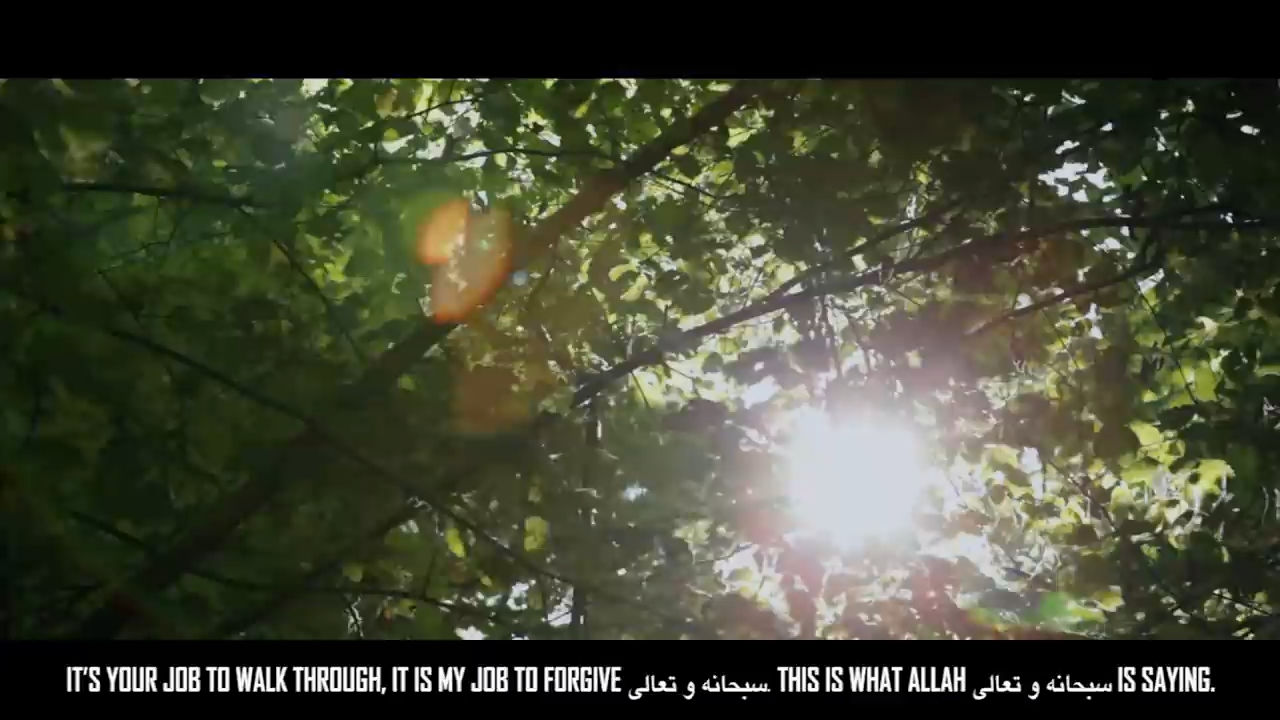 IT'S YOUR JOB TO WALK THROUGH, IT IS MY JOB TO FORGIVE سبحانه و تعالى. THIS IS WHAT ALLAH سبحانه و تعالى IS SAYING.